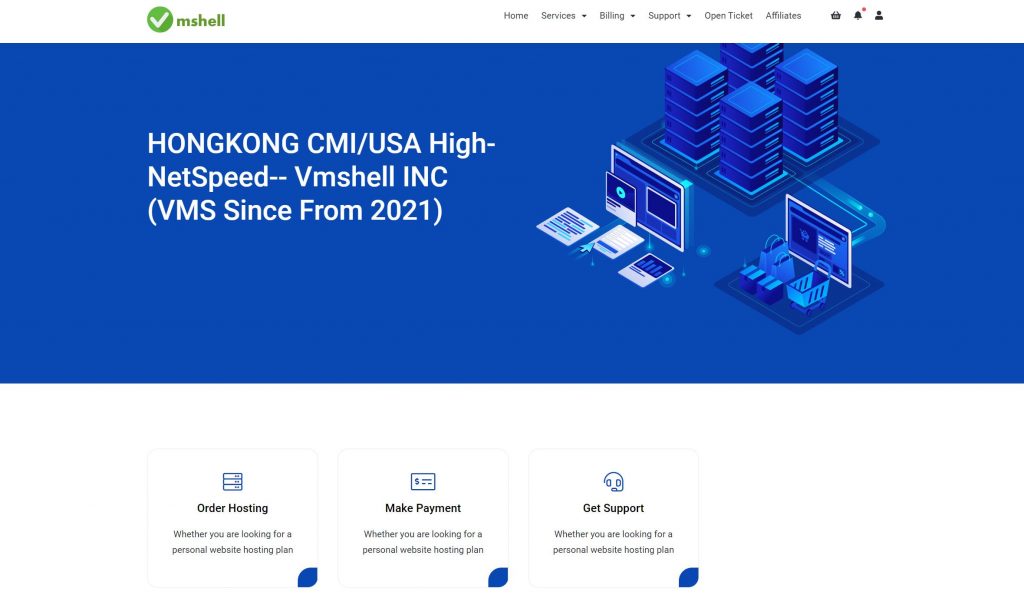 Vmshell
Home Services Billing Support Open Ticket Affiliates
HONGKONG CMI/USA High-
NetSpeed-- Vmshell INC
(VMS Since From 2021)
Order Hosting
Whether you are looking for a
personal website hosting plan
Make Payment
Whether you are looking for a
personal website hosting plan
Get Support
Whether you are looking for a
personal website hosting plan